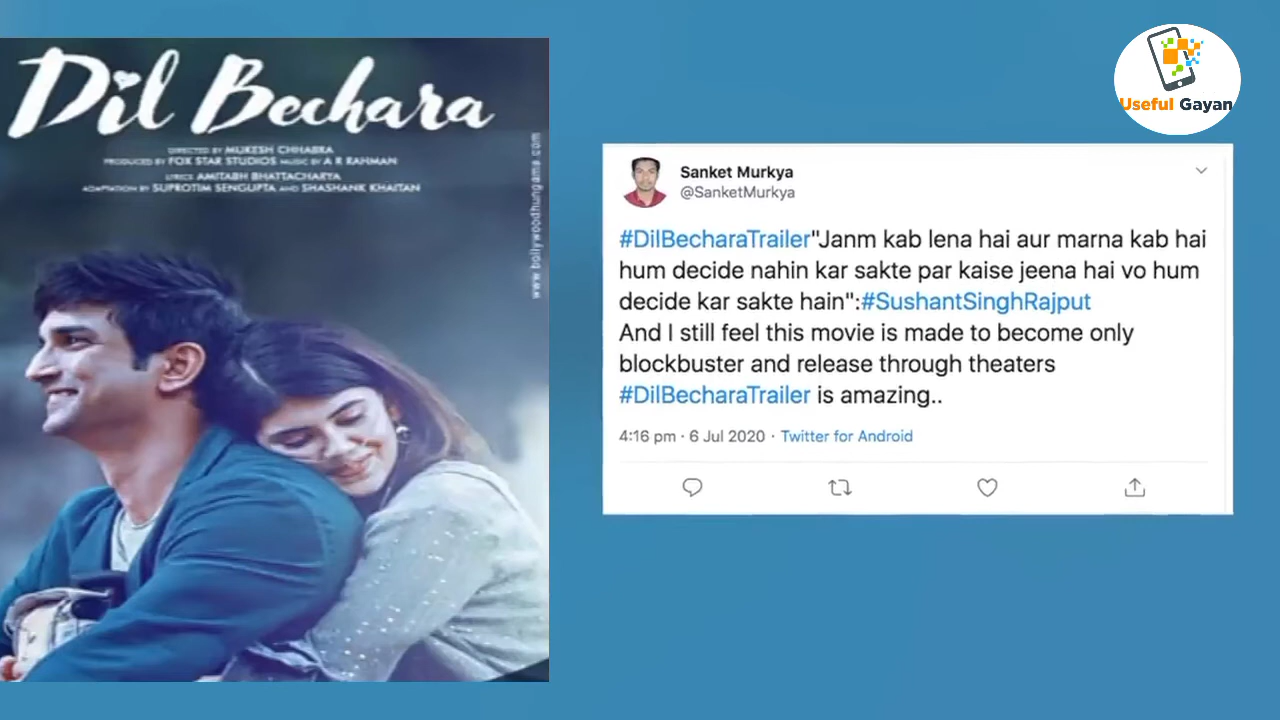 Dil Bechara
DIRECTED BY MUKESH CHHABRA
PRODUCED BY FOX STAR STUDIOS MUSIC BY A R RAHMAN
LYRICS AMITABH BHATTACHARYA
ADAPTATION BY SUPROTIM SENGUPTA AND SHASHANK KHAITAN
www.bollywoodhungama.com
Useful Gayan
Sanket Murkya
@SanketMurkya
#DilBecharaTrailer"Janm kab lena hai aur marna kab hai
hum decide nahin kar sakte par kaise jeena hai vo hum
decide kar sakte hain":#SushantSinghRajput
And I still feel this movie is made to become only
blockbuster and release through theaters
#DilBecharaTrailer is amazing..
4:16 pm · 6 Jul 2020 · Twitter for Android